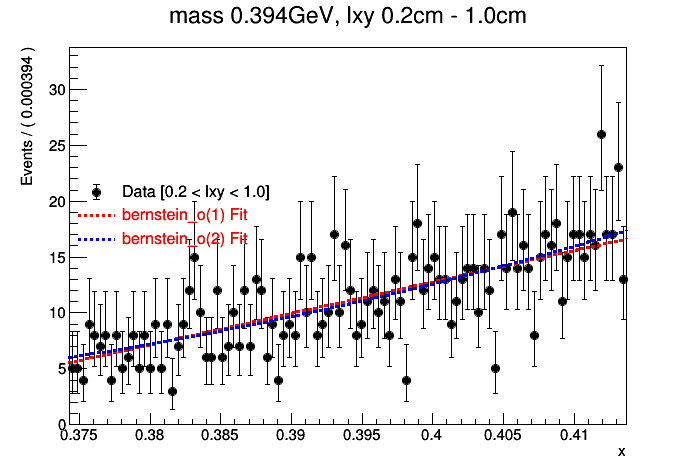 mass 0.394GeV, lxy 0.2cm - 1.0cm
Events / ( 0.000394 )
30
25
20
15
10
5
0
Data [0.2 < lxy < 1.0]
bernstein_o(1) Fit
bernstein_o(2) Fit
0.375 0.38 0.385 0.39 0.395 0.4 0.405 0.41
x